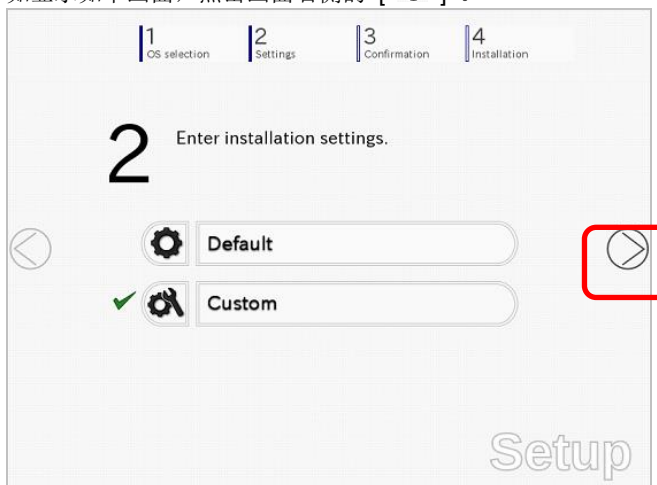 1
OS selection
2
Settings
3
Confirmation
4
Installation
2
Enter installation settings.
Default
Custom
Setup